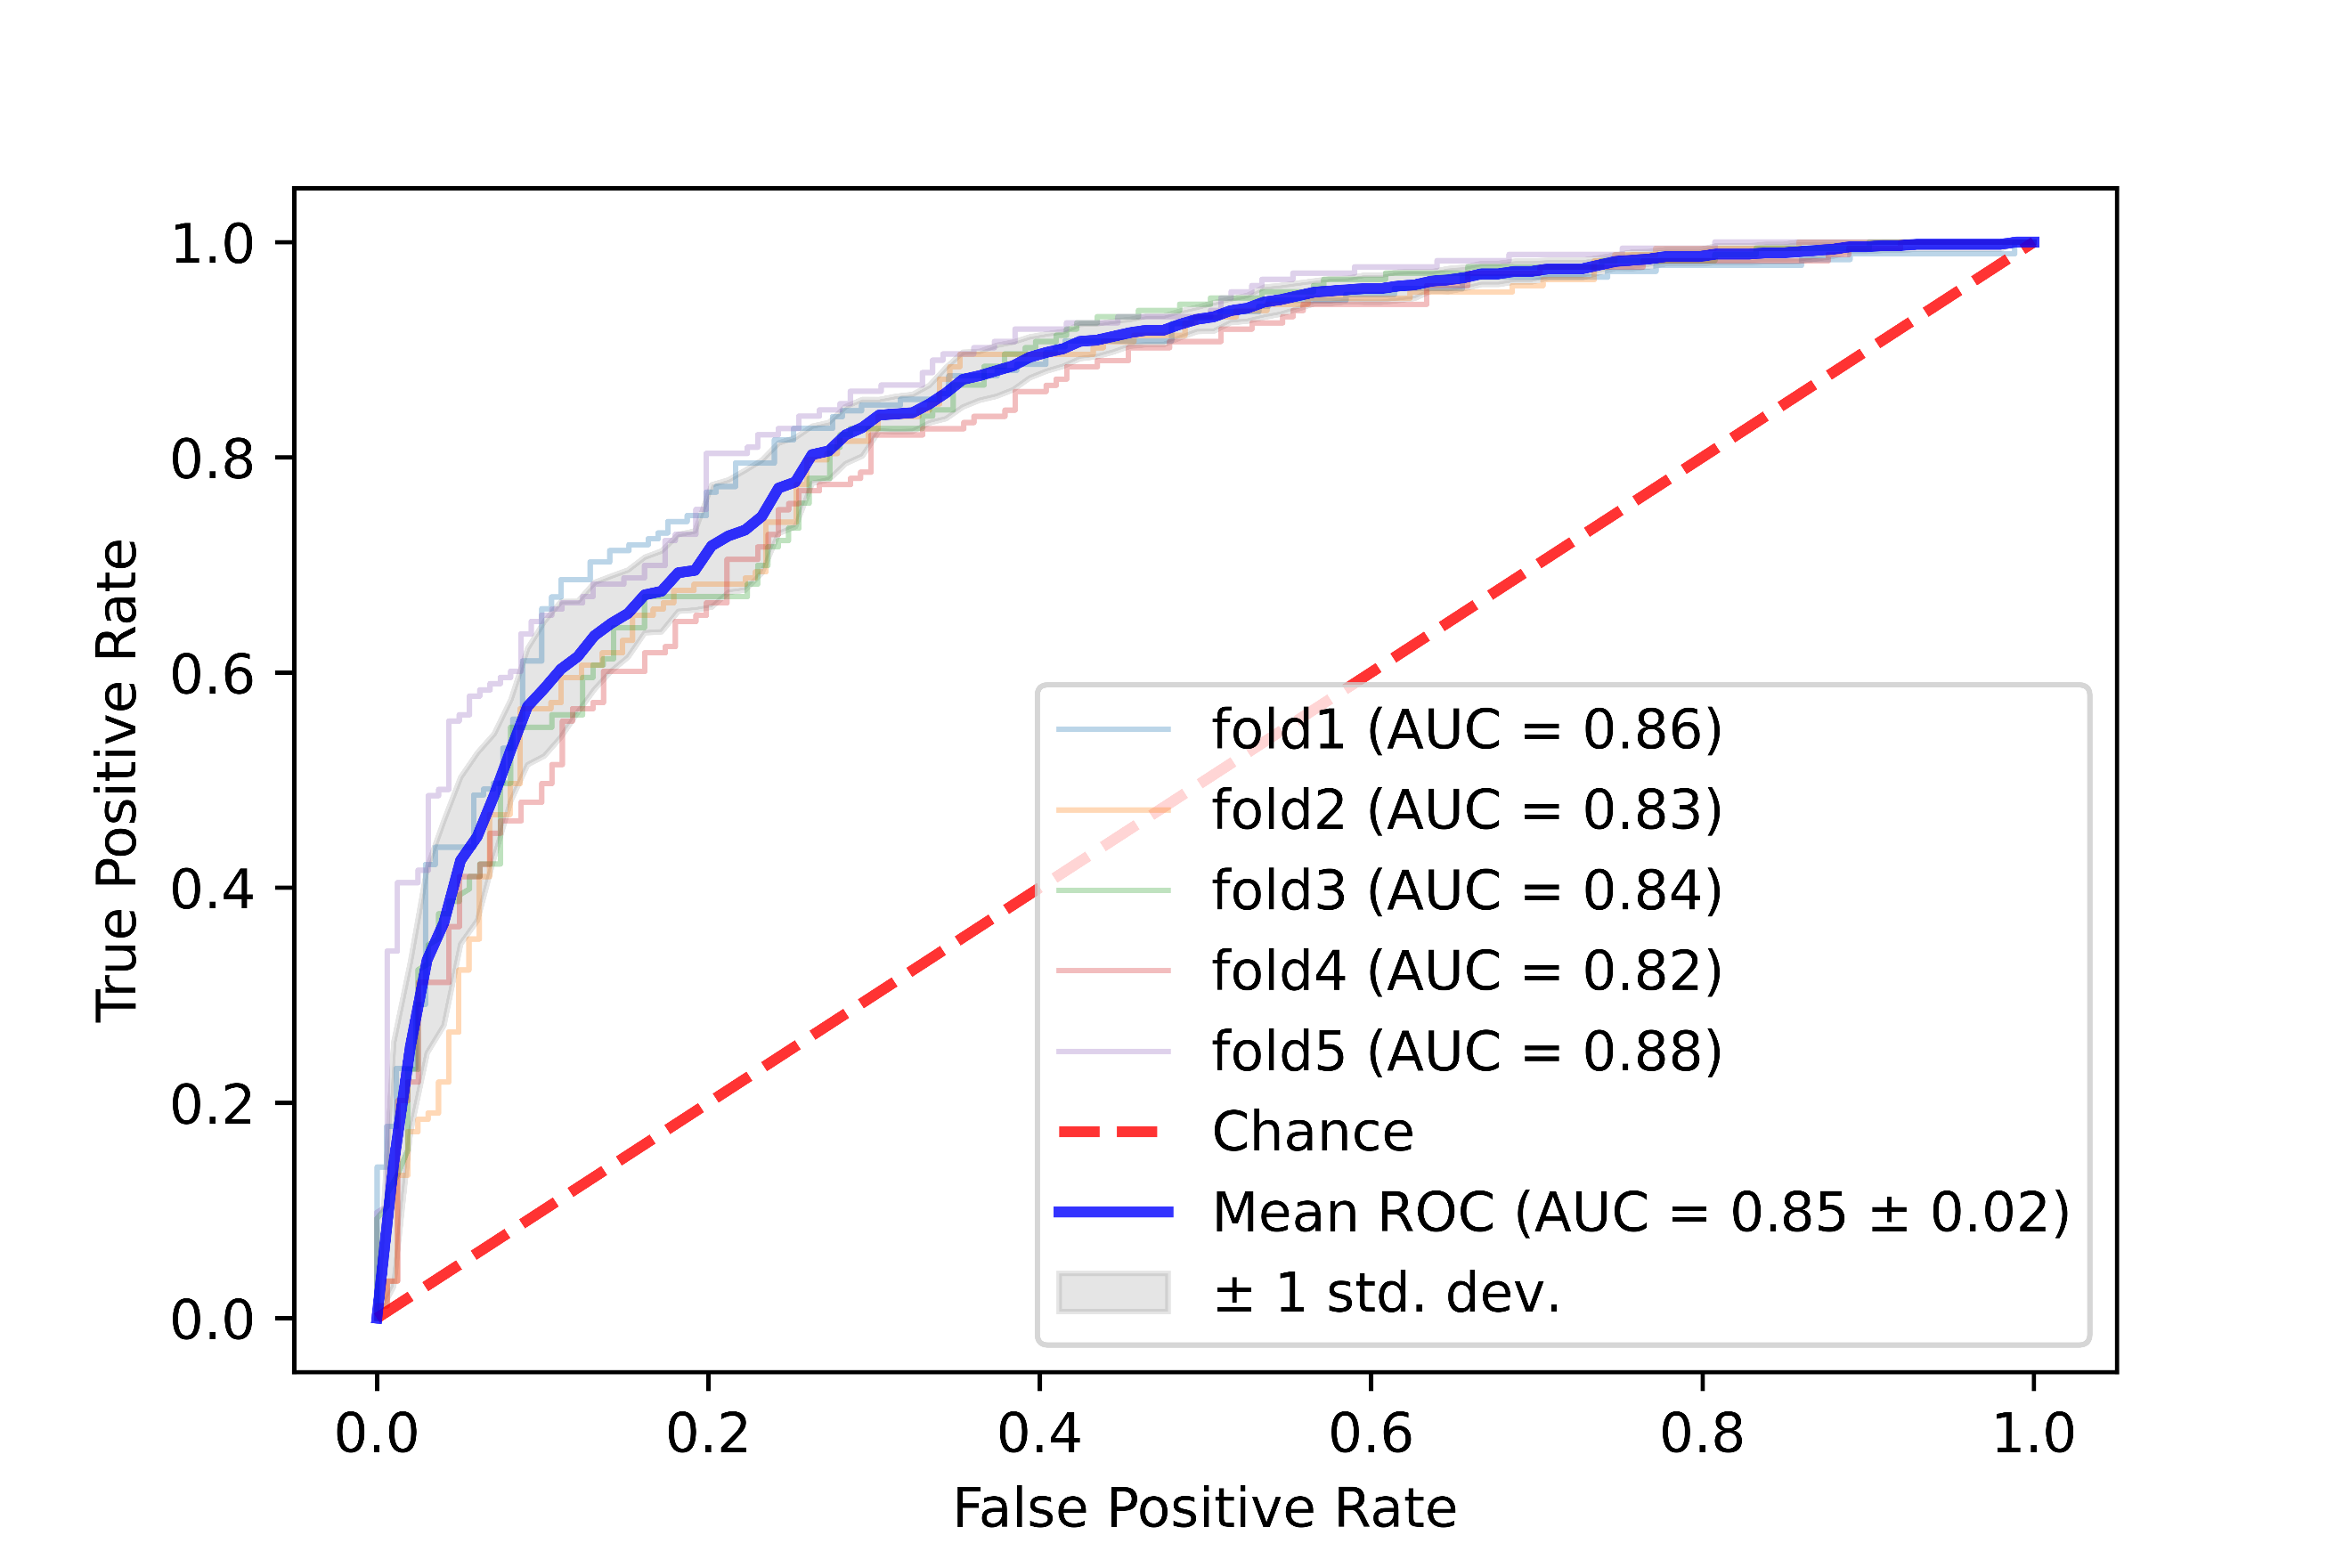 1.0
0.8
0.6
0.4
0.2
0.0
True Positive Rate
fold1 (AUC = 0.86)
fold2 (AUC = 0.83)
fold3 (AUC = 0.84)
fold4 (AUC = 0.82)
fold5 (AUC = 0.88)
Chance
Mean ROC (AUC = 0.85 ± 0.02)
± 1 std. dev.
0.0 0.2 0.4 0.6 0.8 1.0
False Positive Rate